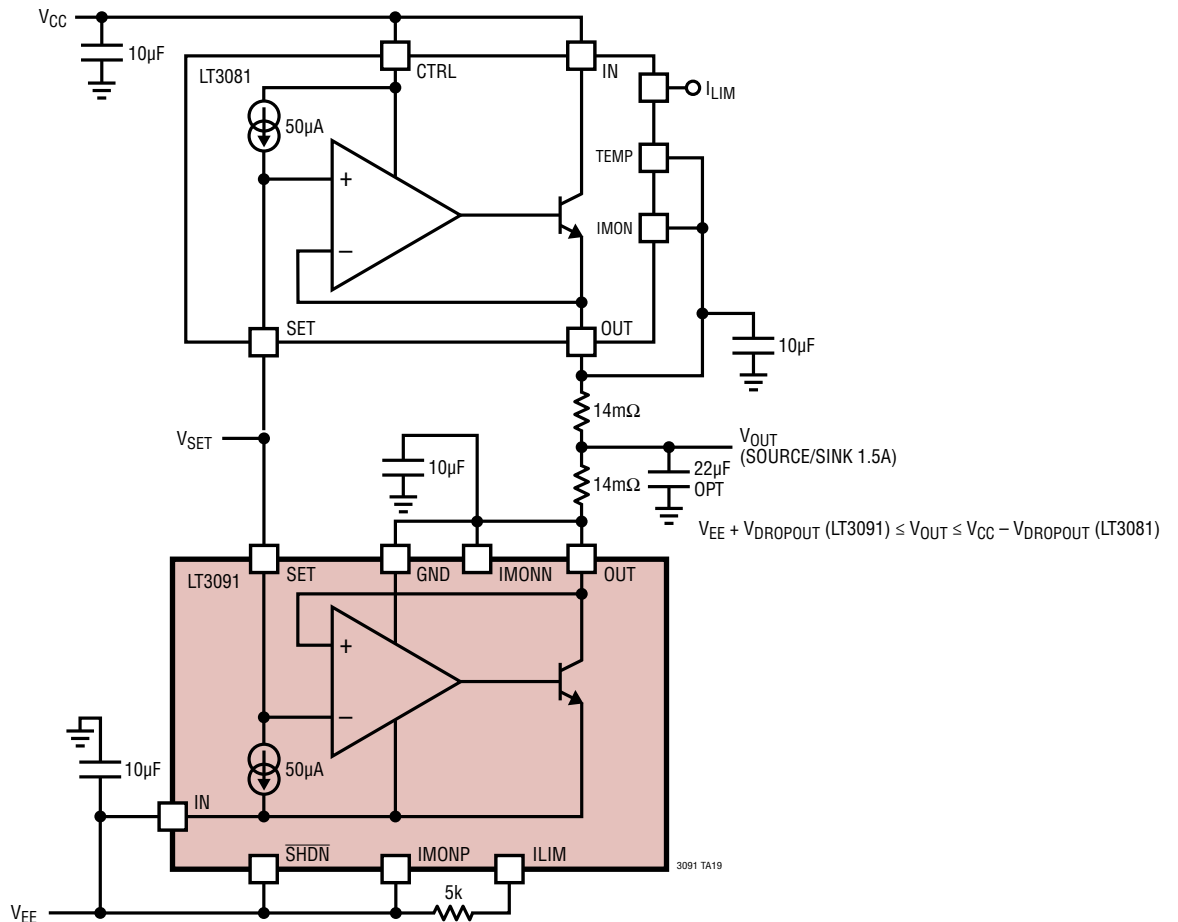 VCC
10µF
LT3081
CTRL
IN
ILIM
50µA
TEMP
+
IMON
–
SET
OUT
10µF
14mΩ
VSET
VOUT
(SOURCE/SINK 1.5A)
10µF
14mΩ
22µF
OPT
VEE + VDROPOUT (LT3091) ≤ VOUT ≤ VCC – VDROPOUT (LT3081)
LT3091
SET
GND
IMONN
OUT
+
–
10µF
50µA
IN
SHDN
IMONP
ILIM
3091 TA19
5k
VEE